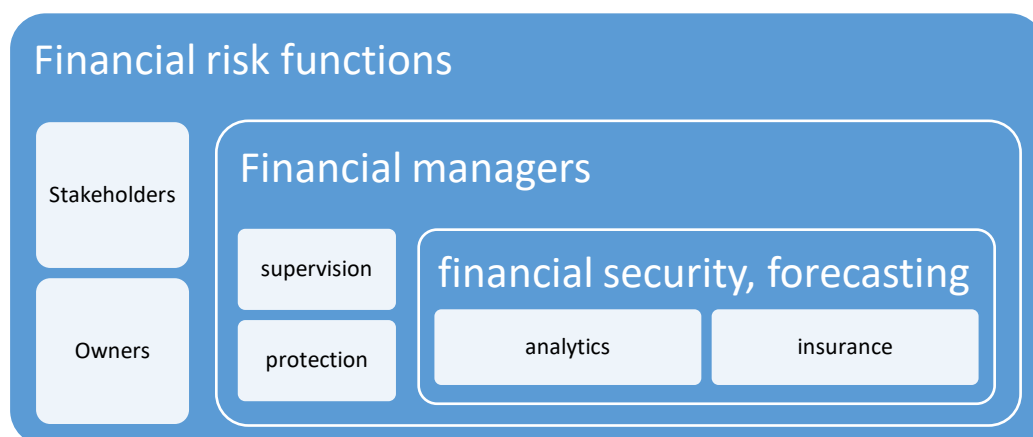 Financial risk functions
Stakeholders
Owners
Financial managers
supervision
protection
financial security, forecasting
analytics
insurance